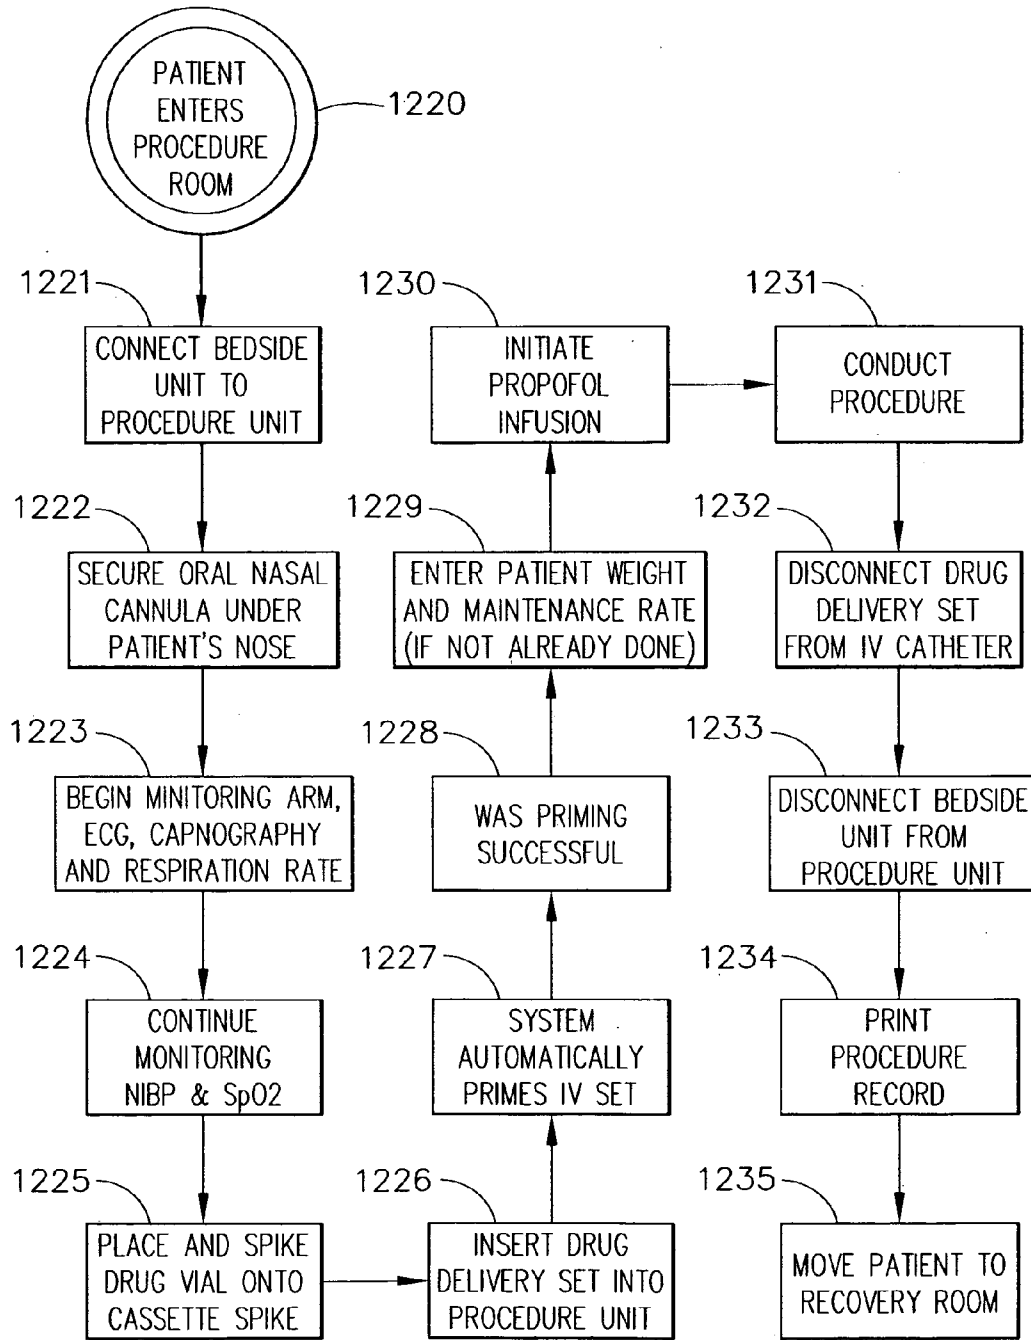 PATIENT
ENTERS
PROCEDURE
ROOM
1220
1221
CONNECT BEDSIDE
UNIT TO
PROCEDURE UNIT
1222
SECURE ORAL NASAL
CANNULA UNDER
PATIENT'S NOSE
1223
BEGIN MINITORING ARM,
ECG, CAPNOGRAPHY
AND RESPIRATION RATE
1224
CONTINUE
MONITORING
NIBP & SpO2
1225
PLACE AND SPIKE
DRUG VIAL ONTO
CASSETTE SPIKE
1226
INSERT DRUG
DELIVERY SET INTO
PROCEDURE UNIT
1227
SYSTEM
AUTOMATICALLY
PRIMES IV SET
1228
WAS PRIMING
SUCCESSFUL
1229
ENTER PATIENT WEIGHT
AND MAINTENANCE RATE
(IF NOT ALREADY DONE)
1230
INITIATE
PROPOFOL
INFUSION
1231
CONDUCT
PROCEDURE
1232
DISCONNECT DRUG
DELIVERY SET
FROM IV CATHETER
1233
DISCONNECT BEDSIDE
UNIT FROM
PROCEDURE UNIT
1234
PRINT
PROCEDURE
RECORD
1235
MOVE PATIENT TO
RECOVERY ROOM